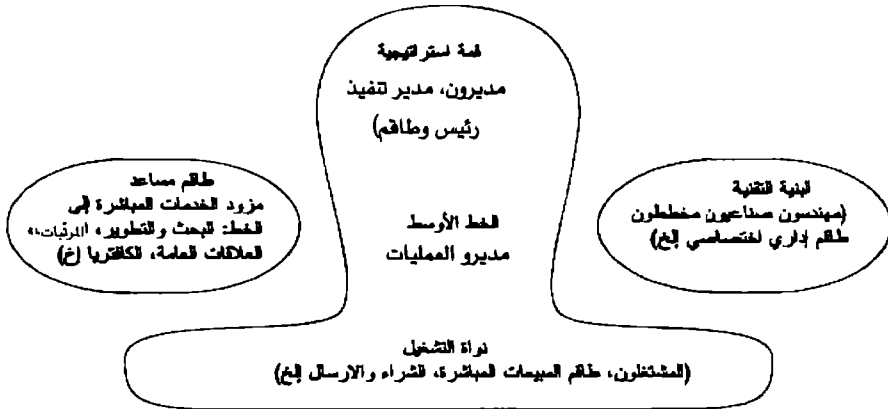 قمة استراتيجية
مديرون، مدير تنفيذ
رئيس وطاقم)
طاقم مساعد
مزود الخدمات المباشرة إلى
الخط: البحث والتطوير، المرتبات،
العلاقات العامة، الكافتريا إلخ)
الخط الأوسط
مديرو العمليات
البنية التقنية
(مهندسون صناعيون مخططون
طاقم إداري اختصاصي إلخ)
نواة التشغيل
(المشتغلون، طاقم المبيعات المباشرة، الشراء والارسال إلخ)